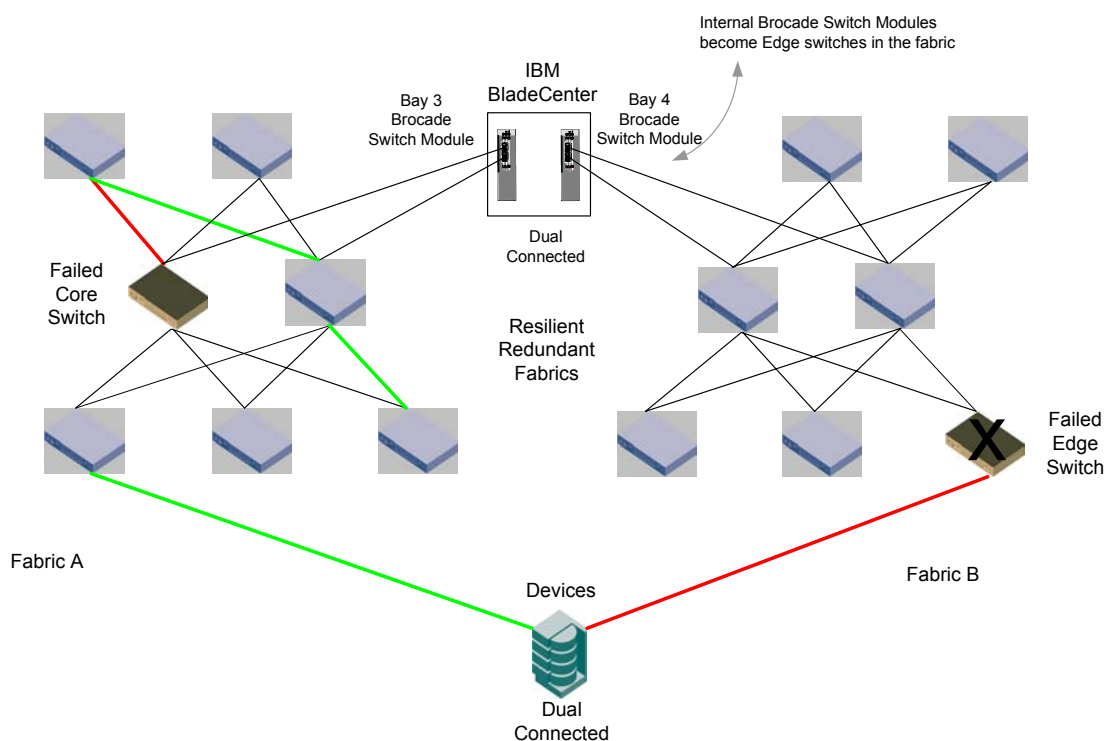 Internal Brocade Switch Modules
become Edge switches in the fabric
IBM
BladeCenter
Bay 3
Brocade
Switch Module
Bay 4
Brocade
Switch Module
Dual
Connected
Failed
Core
Switch
Resilient
Redundant
Fabrics
X
Failed
Edge
Switch
Fabric A
Fabric B
Devices
Dual
Connected